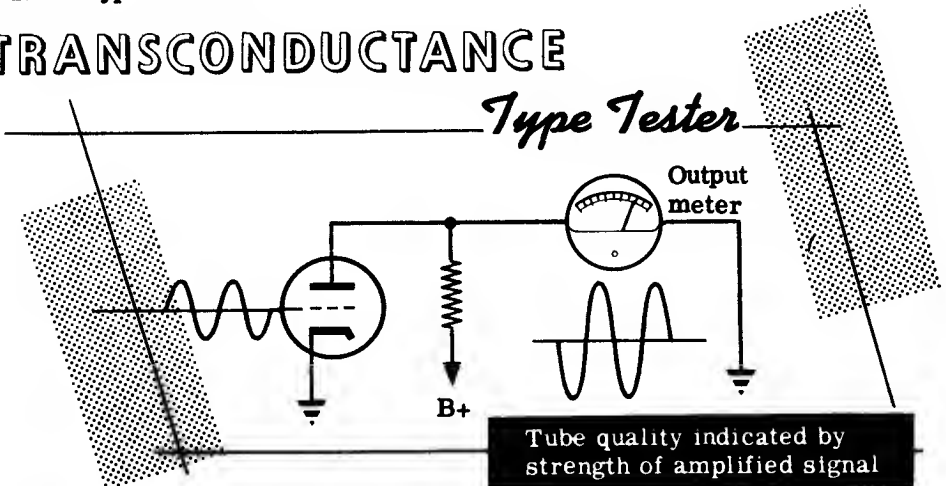 TRANSCONDUCTANCE
Type Tester
Output
meter
B+
Tube quality indicated by
strength of amplified signal